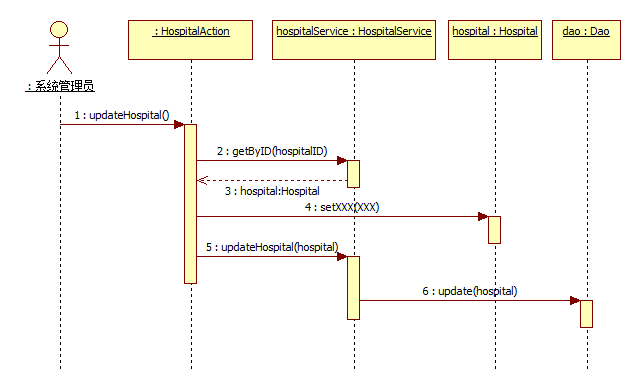 : HospitalAction
hospitalService : HospitalService
hospital : Hospital
dao : Dao
: 系统管理员
1 : updateHospital()
2 : getByID(hospitalID)
3 : hospital:Hospital
4 : setXXX(XXX)
5 : updateHospital(hospital)
6 : update(hospital)